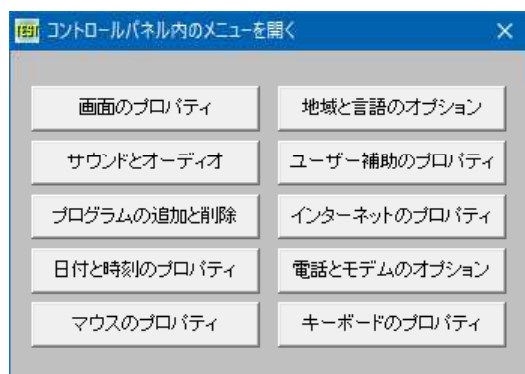 TEST コントロールパネル内のメニューを開く
画面のプロパティ 地域と言語のオプション
サウンドとオーディオ ユーザー補助のプロパティ
プログラムの追加と削除 インターネットのプロパティ
日付と時刻のプロパティ 電話とモデムのオプション
マウスのプロパティ キーボードのプロパティ